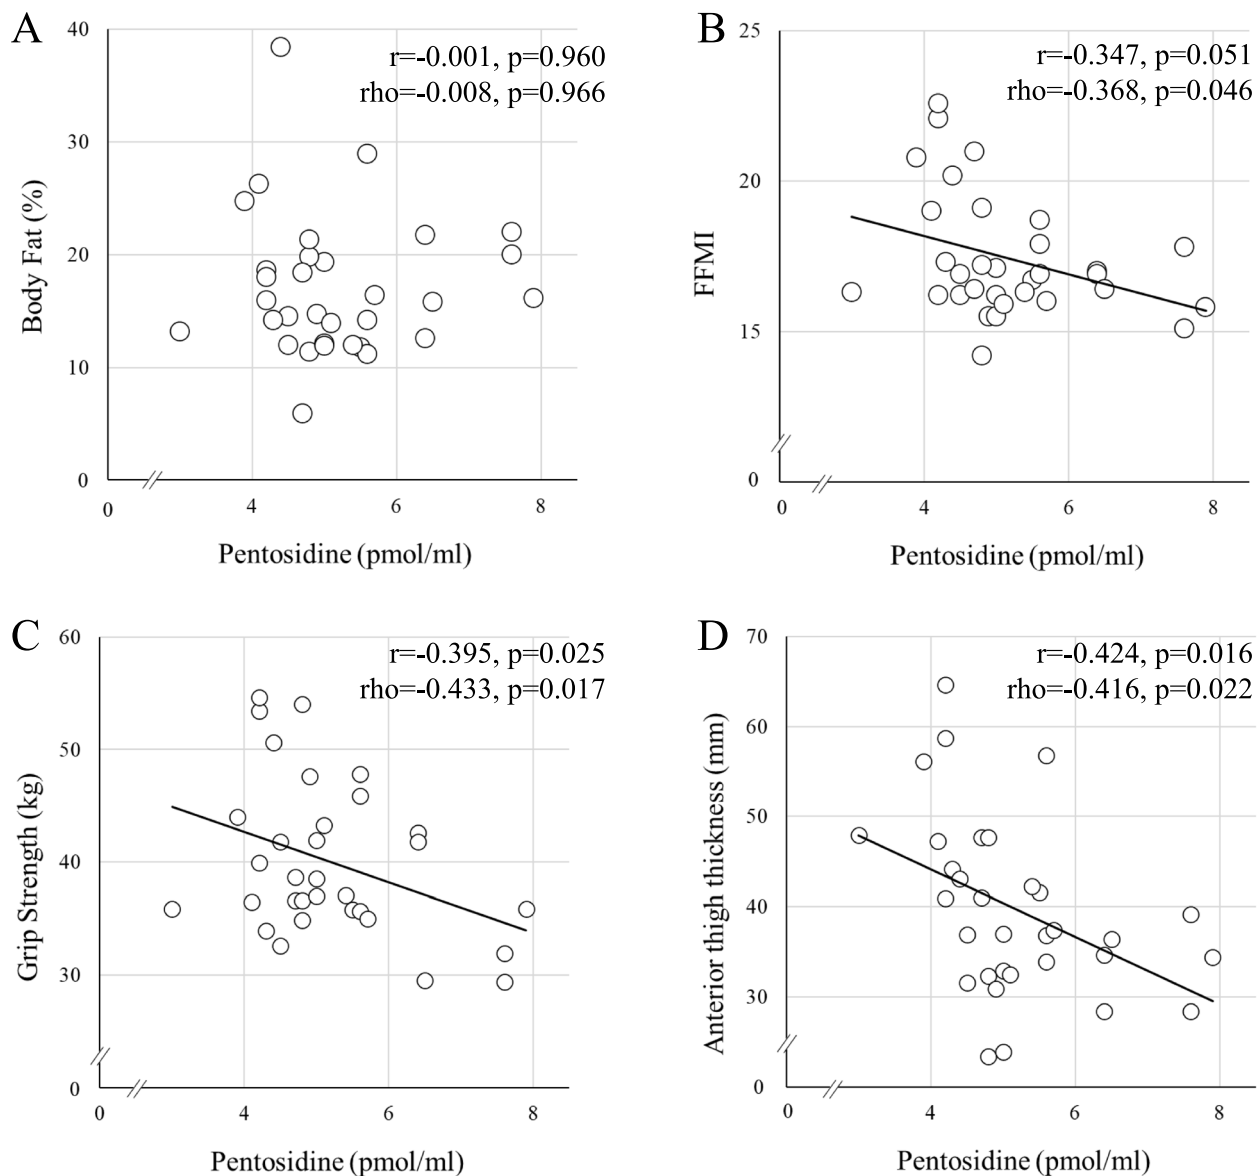 A
r=-0.001, p=0.960
rho=-0.008, p=0.966
40
30
20
10
0
Body Fat (%)
0 4 6 8
Pentosidine (pmol/ml)
B
r=-0.347, p=0.051
rho=-0.368, p=0.046
25
20
15
0
FFMI
0 4 6 8
Pentosidine (pmol/ml)
C
r=-0.395, p=0.025
rho=-0.433, p=0.017
60
50
40
30
0
Grip Strength (kg)
0 4 6 8
Pentosidine (pmol/ml)
D
r=-0.424, p=0.016
rho=-0.416, p=0.022
70
60
50
40
30
0
Anterior thigh thickness (mm)
0 4 6 8
Pentosidine (pmol/ml)